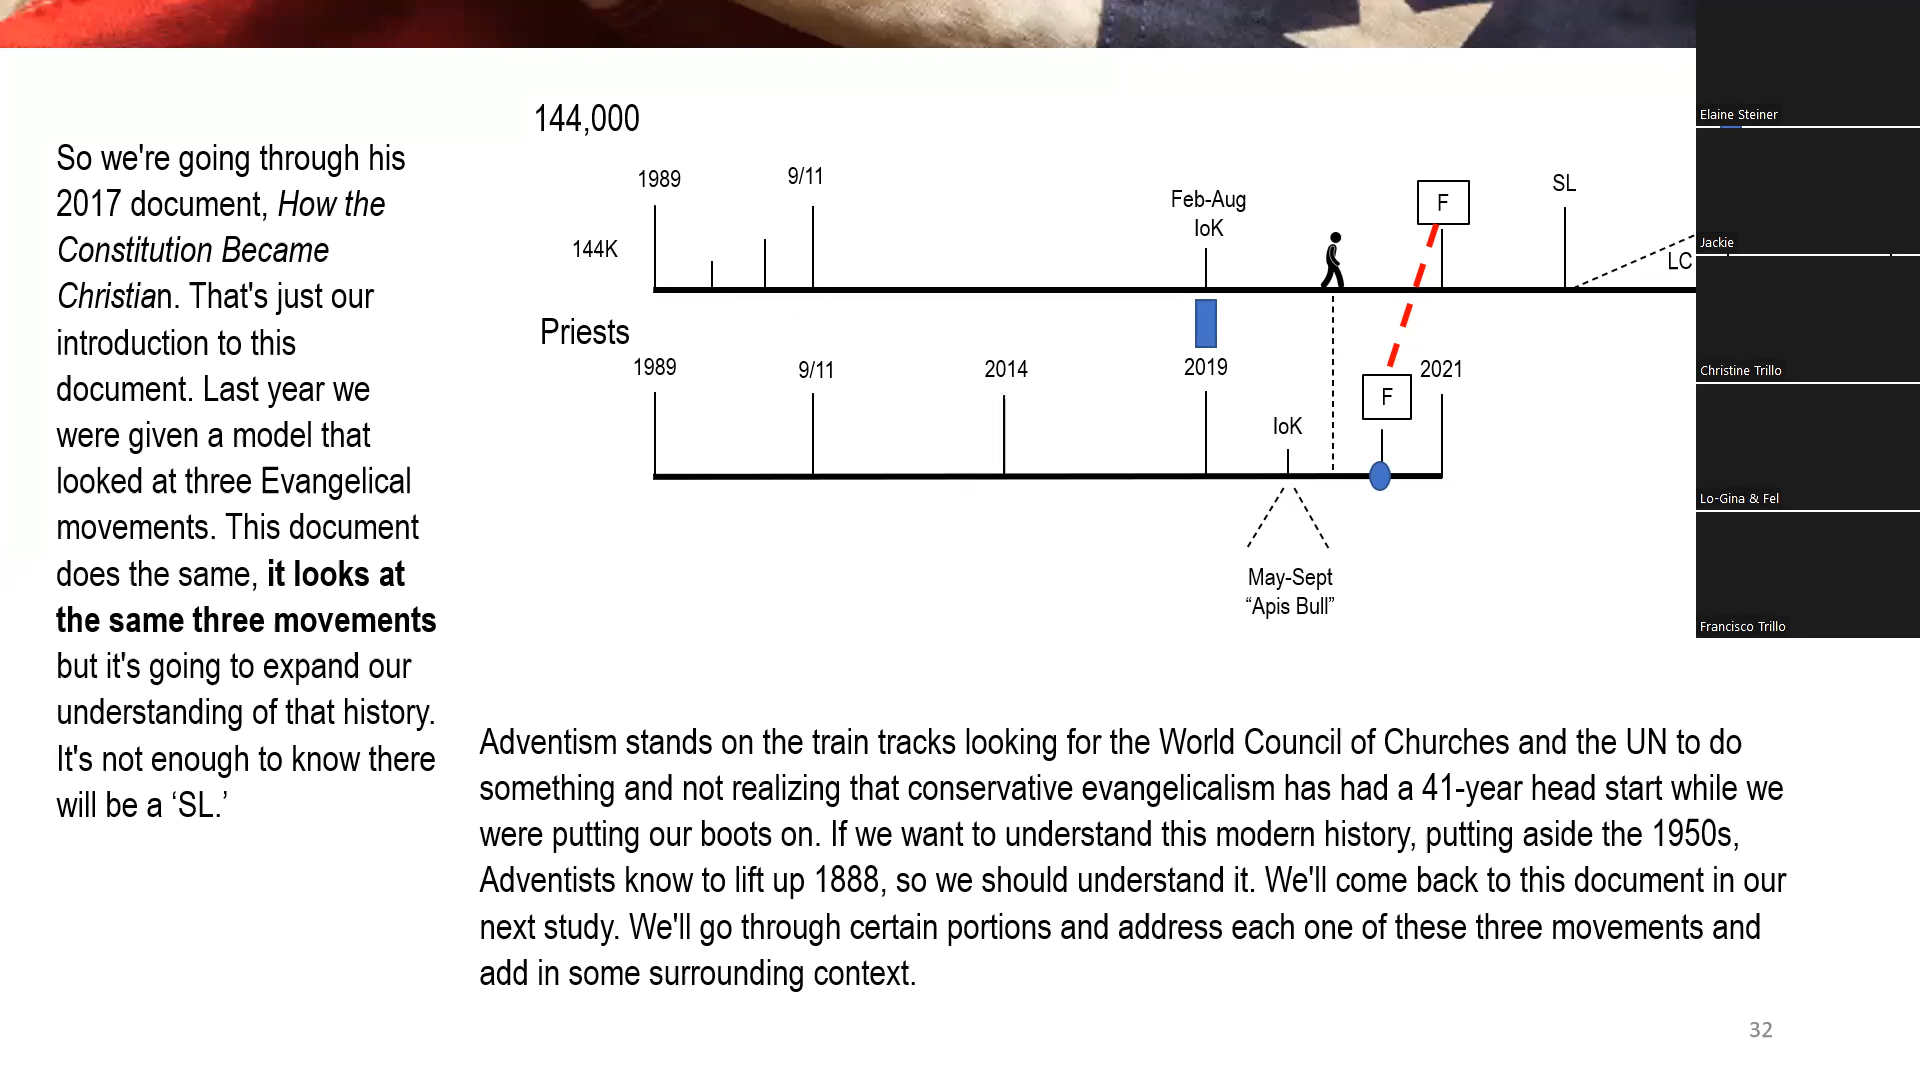 So we're going through his
2017 document, How the
Constitution Became
Christian. That's just our
introduction to this
document. Last year we
were given a model that
looked at three Evangelical
movements. This document
does the same, it looks at
the same three movements
but it's going to expand our
understanding of that history.
It's not enough to know there
will be a ‘SL.’
144,000
1989
9/11
Feb-Aug
IoK
F
SL
144K
LC
Priests
1989
9/11
2014
2019
IoK
F
2021
May-Sept
“Apis Bull”
Adventism stands on the train tracks looking for the World Council of Churches and the UN to do
something and not realizing that conservative evangelicalism has had a 41-year head start while we
were putting our boots on. If we want to understand this modern history, putting aside the 1950s,
Adventists know to lift up 1888, so we should understand it. We'll come back to this document in our
next study. We'll go through certain portions and address each one of these three movements and
add in some surrounding context.
32
Elaine Steiner
Jackie
Christine Trillo
Lo-Gina & Fel
Francisco Trillo